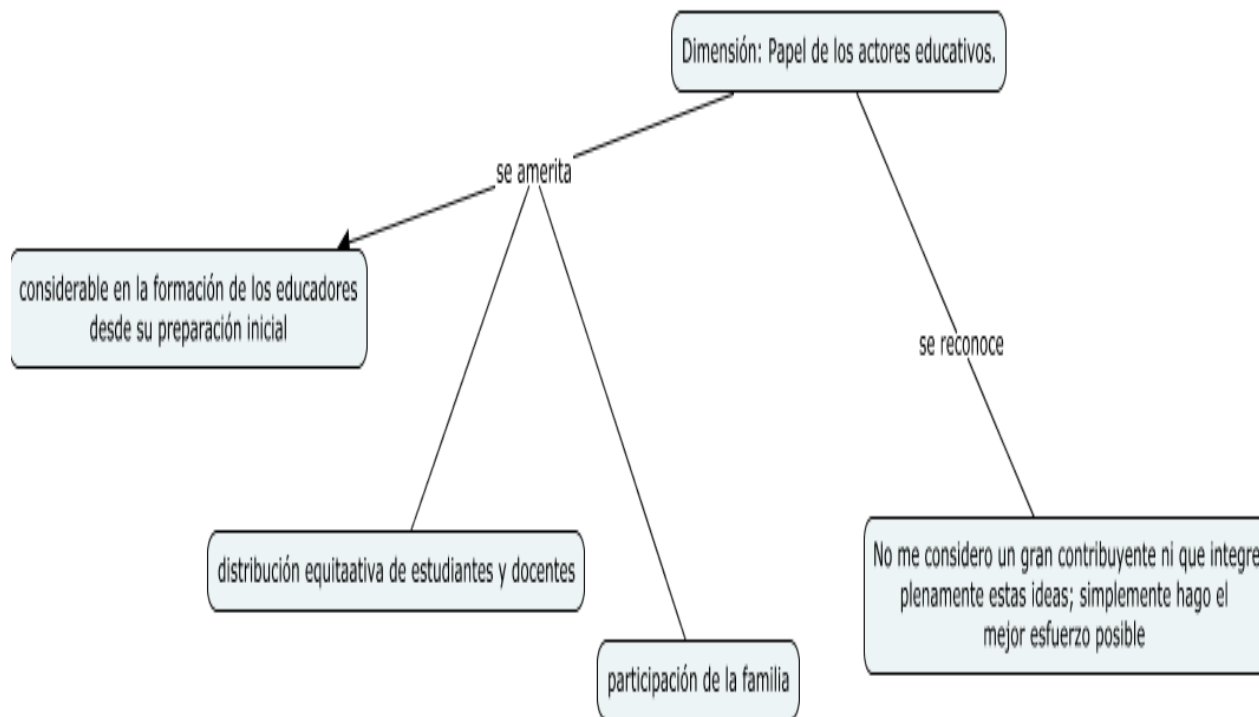 Dimensión: Papel de los actores educativos.
se amerita
considerable en la formación de los educadores
desde su preparación inicial
se reconoce
distribución equitaativa de estudiantes y docentes
No me considero un gran contribuyente ni que integre
plenamente estas ideas; simplemente hago el
mejor esfuerzo posible
participación de la familia